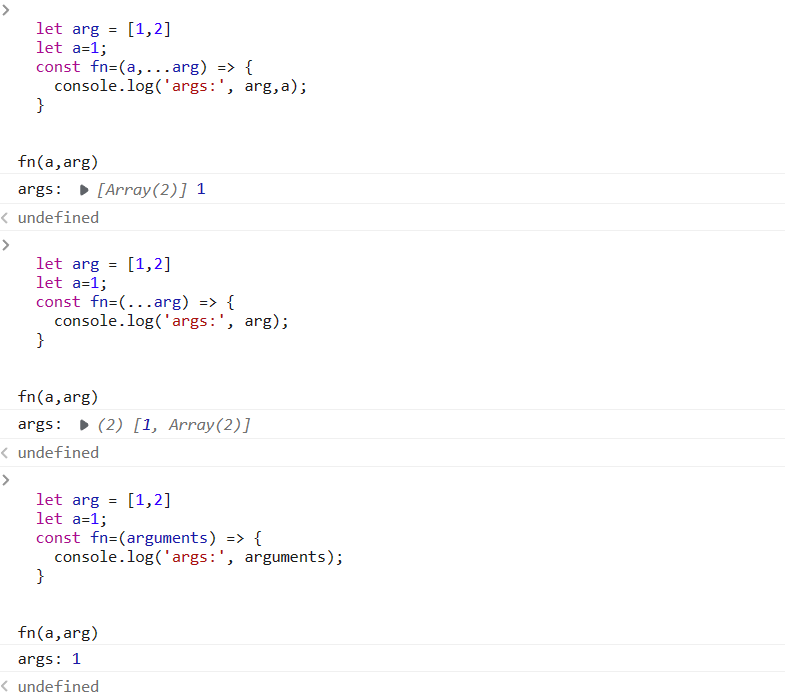 >
let arg = [1,2]
let a=1;
const fn=(a,...arg) => {
  console.log('args:', arg,a);
}
fn(a,arg)
args: ▶ [Array(2)] 1
< undefined
>
let arg = [1,2]
let a=1;
const fn=(...arg) => {
  console.log('args:', arg);
}
fn(a,arg)
args: ▶ (2) [1, Array(2)]
< undefined
>
let arg = [1,2]
let a=1;
const fn=(arguments) => {
  console.log('args:', arguments);
}
fn(a,arg)
args: 1
< undefined